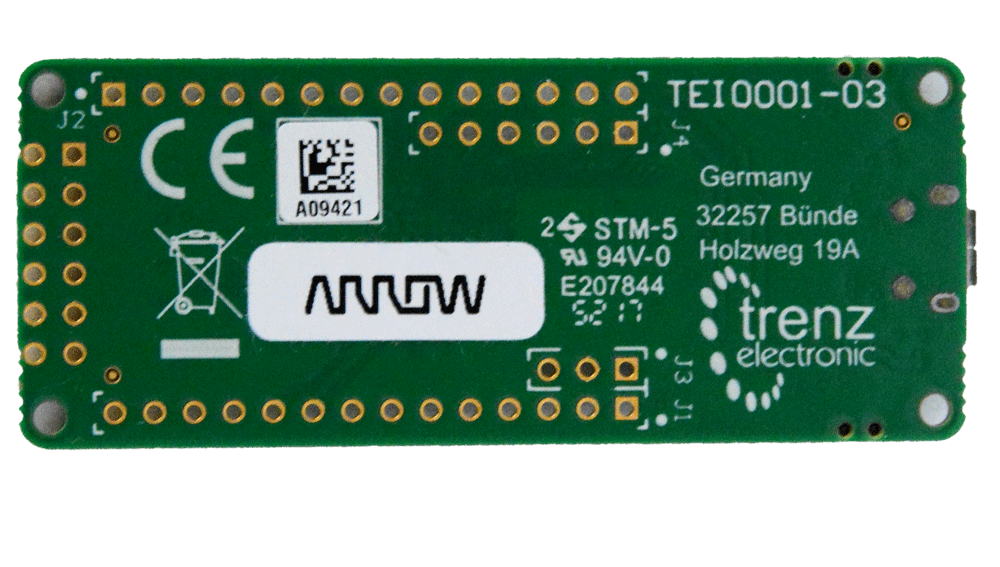 TEI0001-03
J2
J4
CE
A09421
Germany
32257 Bünde
Holzweg 19A
2 STM-5
94V-0
E207844
5217
ARROW
trenz
electronic
J3
J1